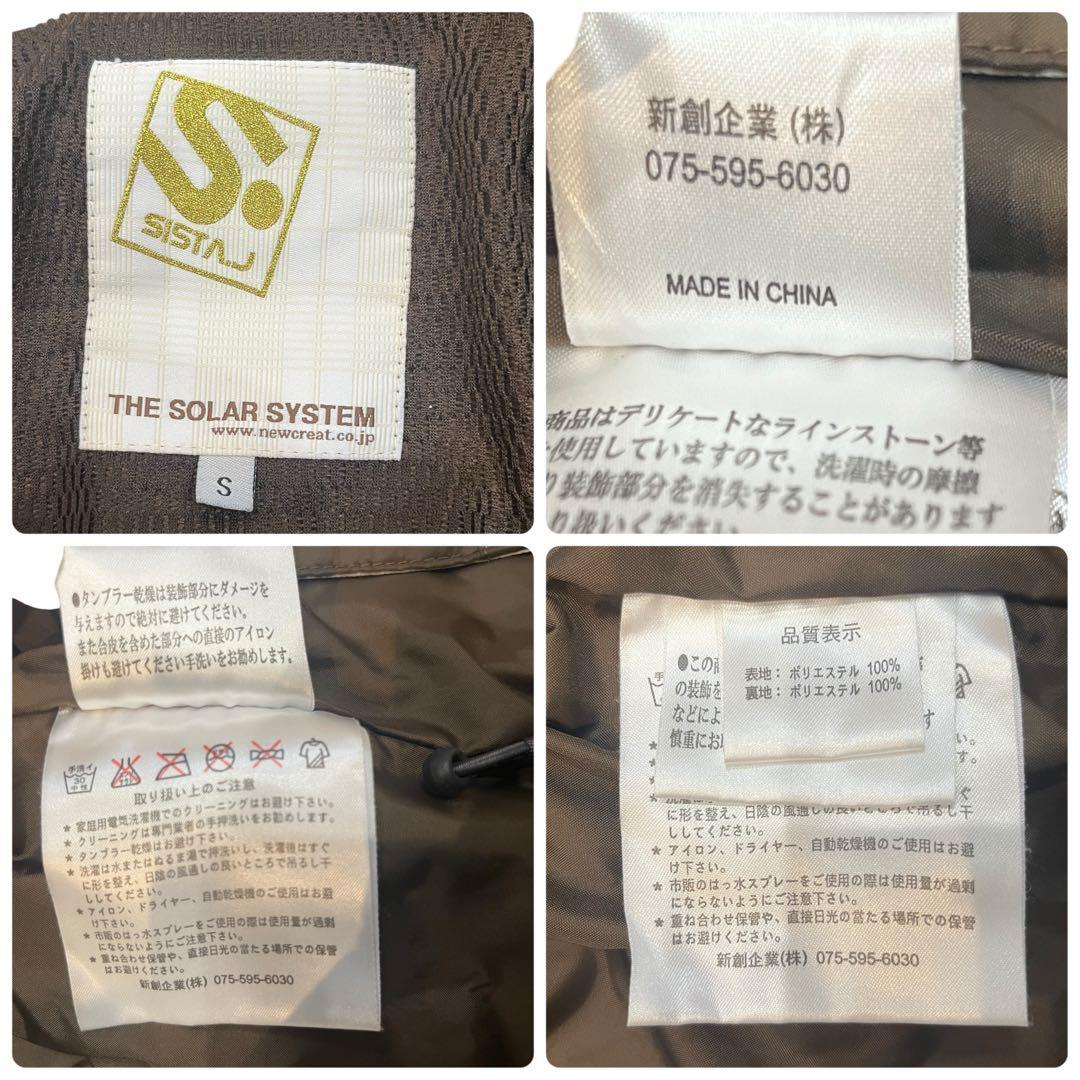 S.
SISTA.J
THE SOLAR SYSTEM
www.newcreat.co.jp
S
新創企業 (株)
075-595-6030
MADE IN CHINA
商品はデリケートなラインストーン等
使用していますので、洗濯時の摩擦
り装飾部分を消失することがあります
り扱いください。
●タンブラー乾燥は装飾部分にダメージを
与えますので絶対に避けてください。
また合皮を含めた部分への直接のアイロン
掛けも避けてください手洗いをお勧めします。
手洗イ
30
中性
取り扱い上のご注意
★ 家庭用電気洗濯機でのクリーニングはお避け下さい。
★ クリーニングは専門業者の手押洗いをお勧めします。
★ タンブラー乾燥はお避け下さい。
★ 洗濯は水またはぬるま湯で押洗いし、洗濯後はすぐ
に形を整え、日陰の風通しの良いところで吊るし干
ししてください。
★ アイロン、ドライヤー、自動乾燥機のご使用はお避
け下さい。
★ 市販のはっ水スプレーをご使用の際は使用量が過剰
にならないようにご注意下さい。
★ 重ね合わせ保管や、直接日光の当たる場所での保管
はお避けください。
新創企業(株) 075-595-6030
品質表示
表地: ポリエステル 100%
裏地: ポリエステル 100%
●この商
の装飾を
などによ
慎重にお
に形を整え、日陰の風通しの良いところで吊るし干
ししてください。
★ アイロン、ドライヤー、自動乾燥機のご使用はお避
け下さい。
★ 市販のはっ水スプレーをご使用の際は使用量が過剰
にならないようにご注意下さい。
★ 重ね合わせ保管や、直接日光の当たる場所での保管
はお避けください。
新創企業(株) 075-595-6030